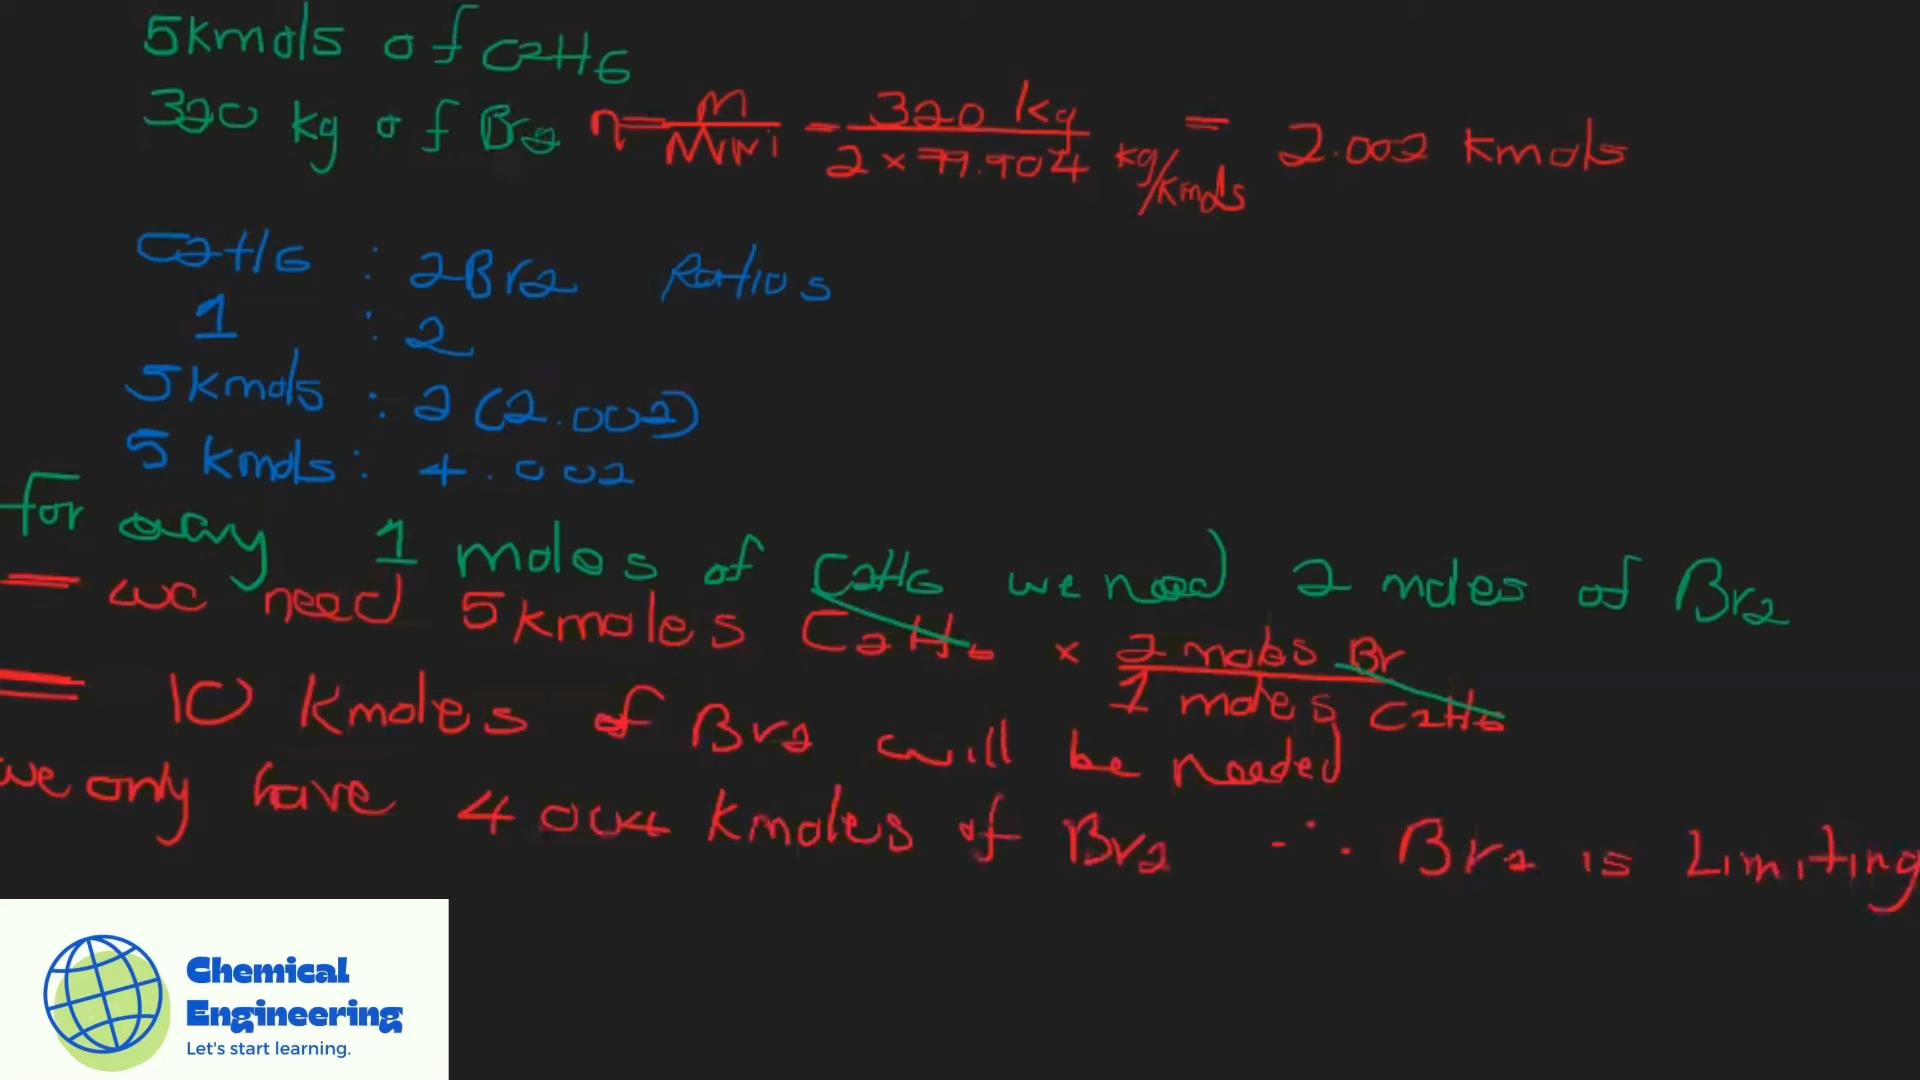 5kmols of C2H6
320 kg of Br2 n = m/Mwi = 320 kg / 2 × 79.904 kg/kmols = 2.002 kmols
C2H6 : 2Br2 Ratios
1 : 2
5kmols : 2 (2.002)
5 kmols : 4.002
for every 1 moles of C2H6 we need 2 moles of Br2
= we need 5kmoles C2H6 × 2 moles Br / 1 moles C2H6
= 10 kmoles of Br2 will be needed
we only have 4.004 kmoles of Br2 ∴ Br2 is Limiting
Chemical
Engineering
Let's start learning.